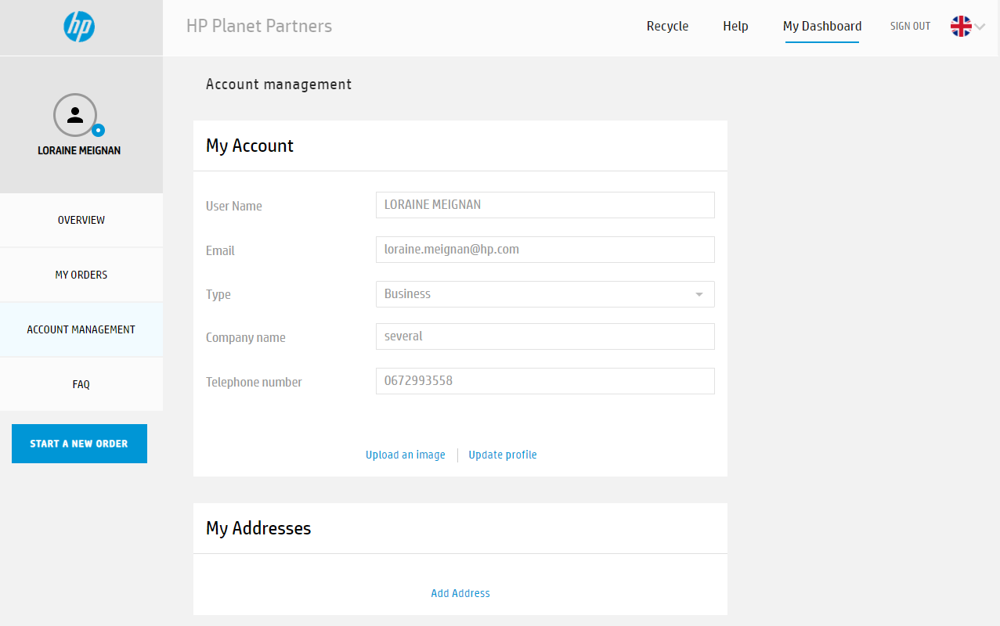 hp
HP Planet Partners
Recycle
Help
My Dashboard
SIGN OUT
LORAINE MEIGNAN
OVERVIEW
MY ORDERS
ACCOUNT MANAGEMENT
FAQ
START A NEW ORDER
Account management
My Account
User Name LORAINE MEIGNAN
Email loraine.meignan@hp.com
Type Business
Company name several
Telephone number 0672993558
Upload an image Update profile
My Addresses
Add Address